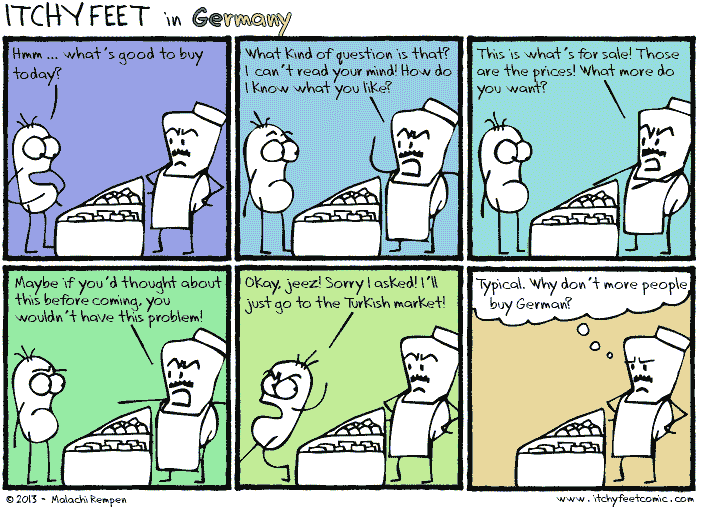 ITCHY FEET in Germany
Hmm ... what's good to buy
today?
What kind of question is that?
I can't read your mind! How do
I know what you like?
This is what's for sale! Those
are the prices! What more do
you want?
Maybe if you'd thought about
this before coming, you
wouldn't have this problem!
Okay, jeez! Sorry I asked! I'll
just go to the Turkish market!
Typical. Why don't more people
buy German?
© 2013 - Malachi Rempen
www.itchyfeetcomic.com